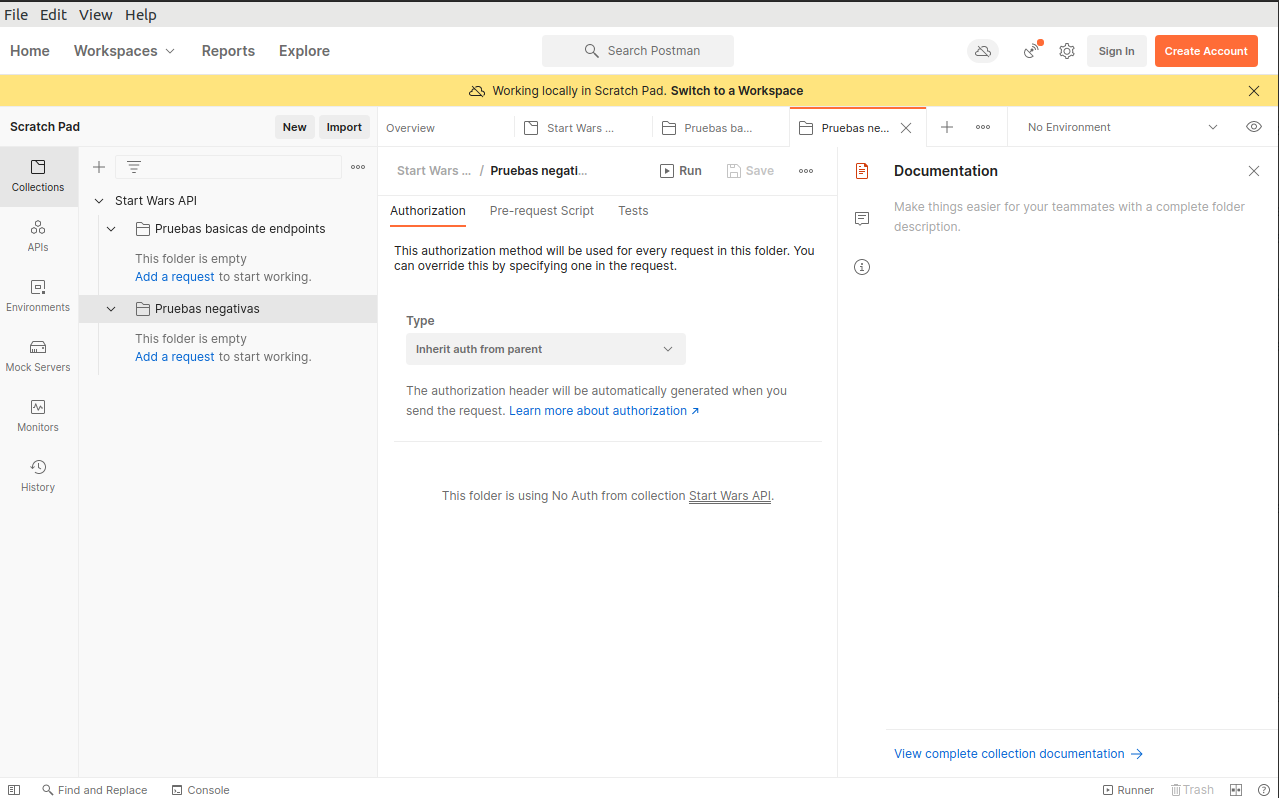 File Edit View Help
Home Workspaces Reports Explore Search Postman Sign In Create Account
Working locally in Scratch Pad. Switch to a Workspace
Scratch Pad New Import
Overview Start Wars ... Pruebas ba... Pruebas ne... No Environment
Collections
APIs
Environments
Mock Servers
Monitors
History
Start Wars API
Pruebas basicas de endpoints
This folder is empty
Add a request to start working.
Pruebas negativas
This folder is empty
Add a request to start working.
Start Wars ... / Pruebas negati... Run Save
Authorization Pre-request Script Tests
This authorization method will be used for every request in this folder. You
can override this by specifying one in the request.
Type
Inherit auth from parent
The authorization header will be automatically generated when you
send the request. Learn more about authorization ↗
This folder is using No Auth from collection Start Wars API.
Documentation
Make things easier for your teammates with a complete folder
description.
View complete collection documentation →
Find and Replace Console Runner Trash